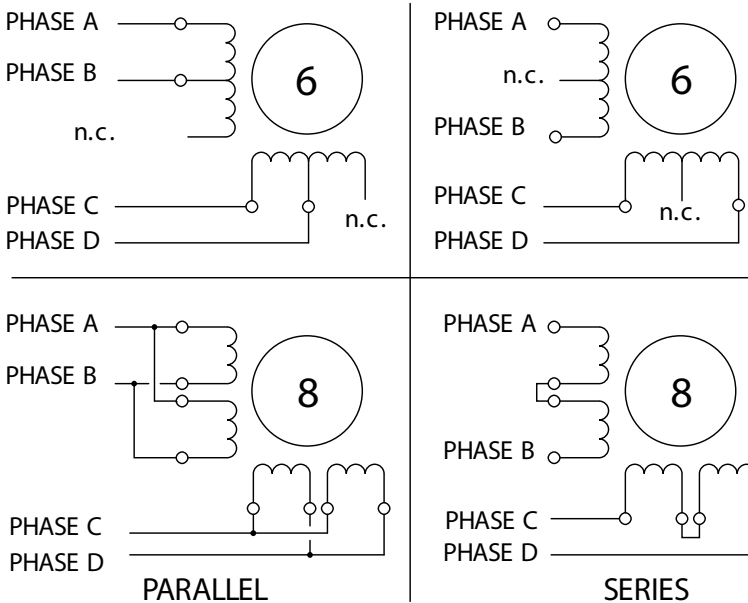 PHASE A
PHASE B
n.c.
6
PHASE C
PHASE D
n.c.
PHASE A
n.c.
PHASE B
6
PHASE C
n.c.
PHASE D
PHASE A
PHASE B
8
PHASE C
PHASE D
PARALLEL
PHASE A
8
PHASE B
PHASE C
PHASE D
SERIES